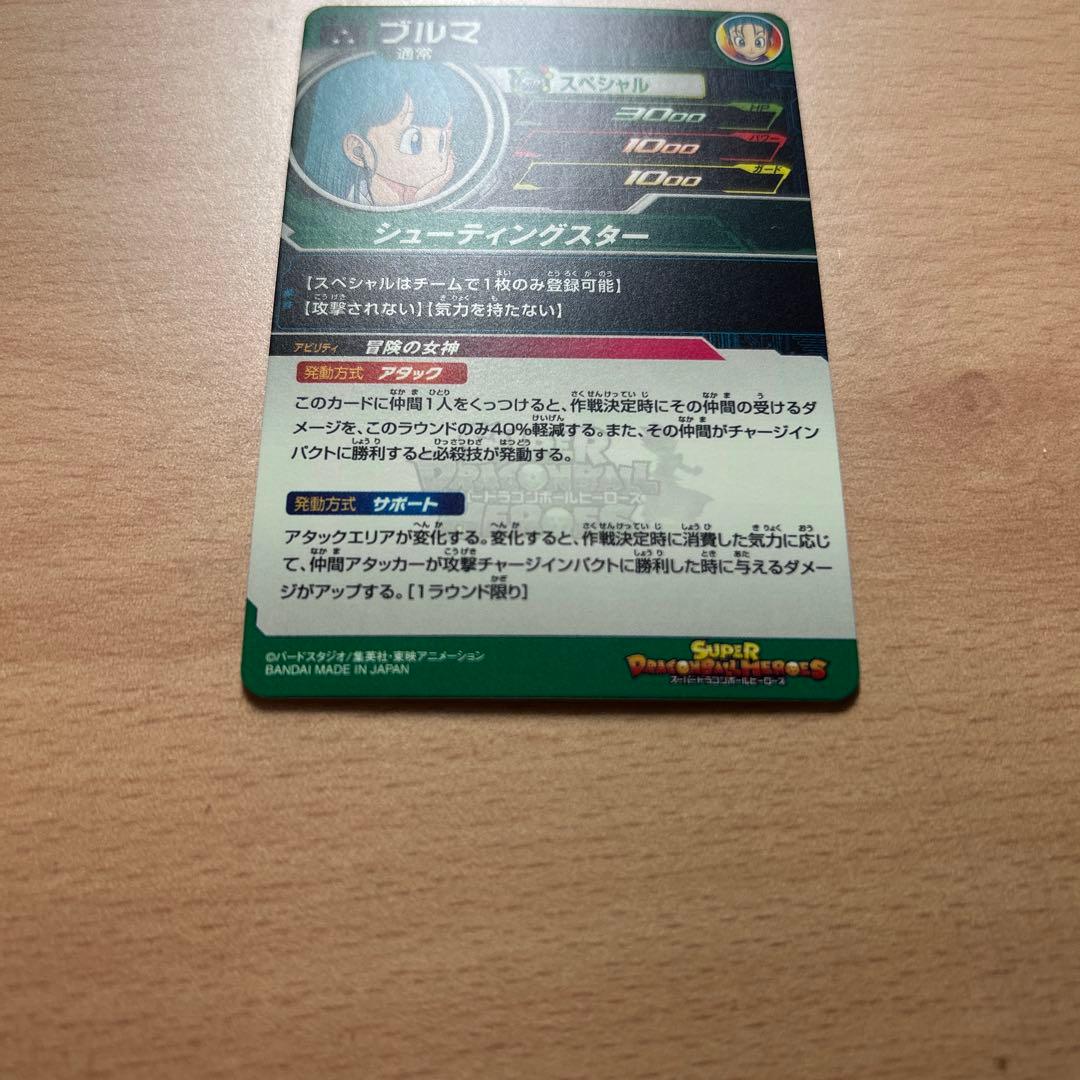 ブルマ
通常
スペシャル
3000 HP
1000 パワー
1000 ガード
シューティングスター
【スペシャルはチームで1枚のみ登録可能】
【攻撃されない】【気力を持たない】
アビリティ 冒険の女神
発動方式 アタック
このカードに仲間1人をくっつけると、作戦決定時にその仲間の受けるダ
メージを、このラウンドのみ40%軽減する。また、その仲間がチャージイン
パクトに勝利すると必殺技が発動する。
発動方式 サポート
アタックエリアが変化する。変化すると、作戦決定時に消費した気力に応じ
て、仲間アタッカーが攻撃チャージインパクトに勝利した時に与えるダメー
ジがアップする。[1ラウンド限り]
©バードスタジオ/集英社・東映アニメーション
BANDAI MADE IN JAPAN
SUPER
DRAGONBALL HEROES
スーパードラゴンボールヒーローズ